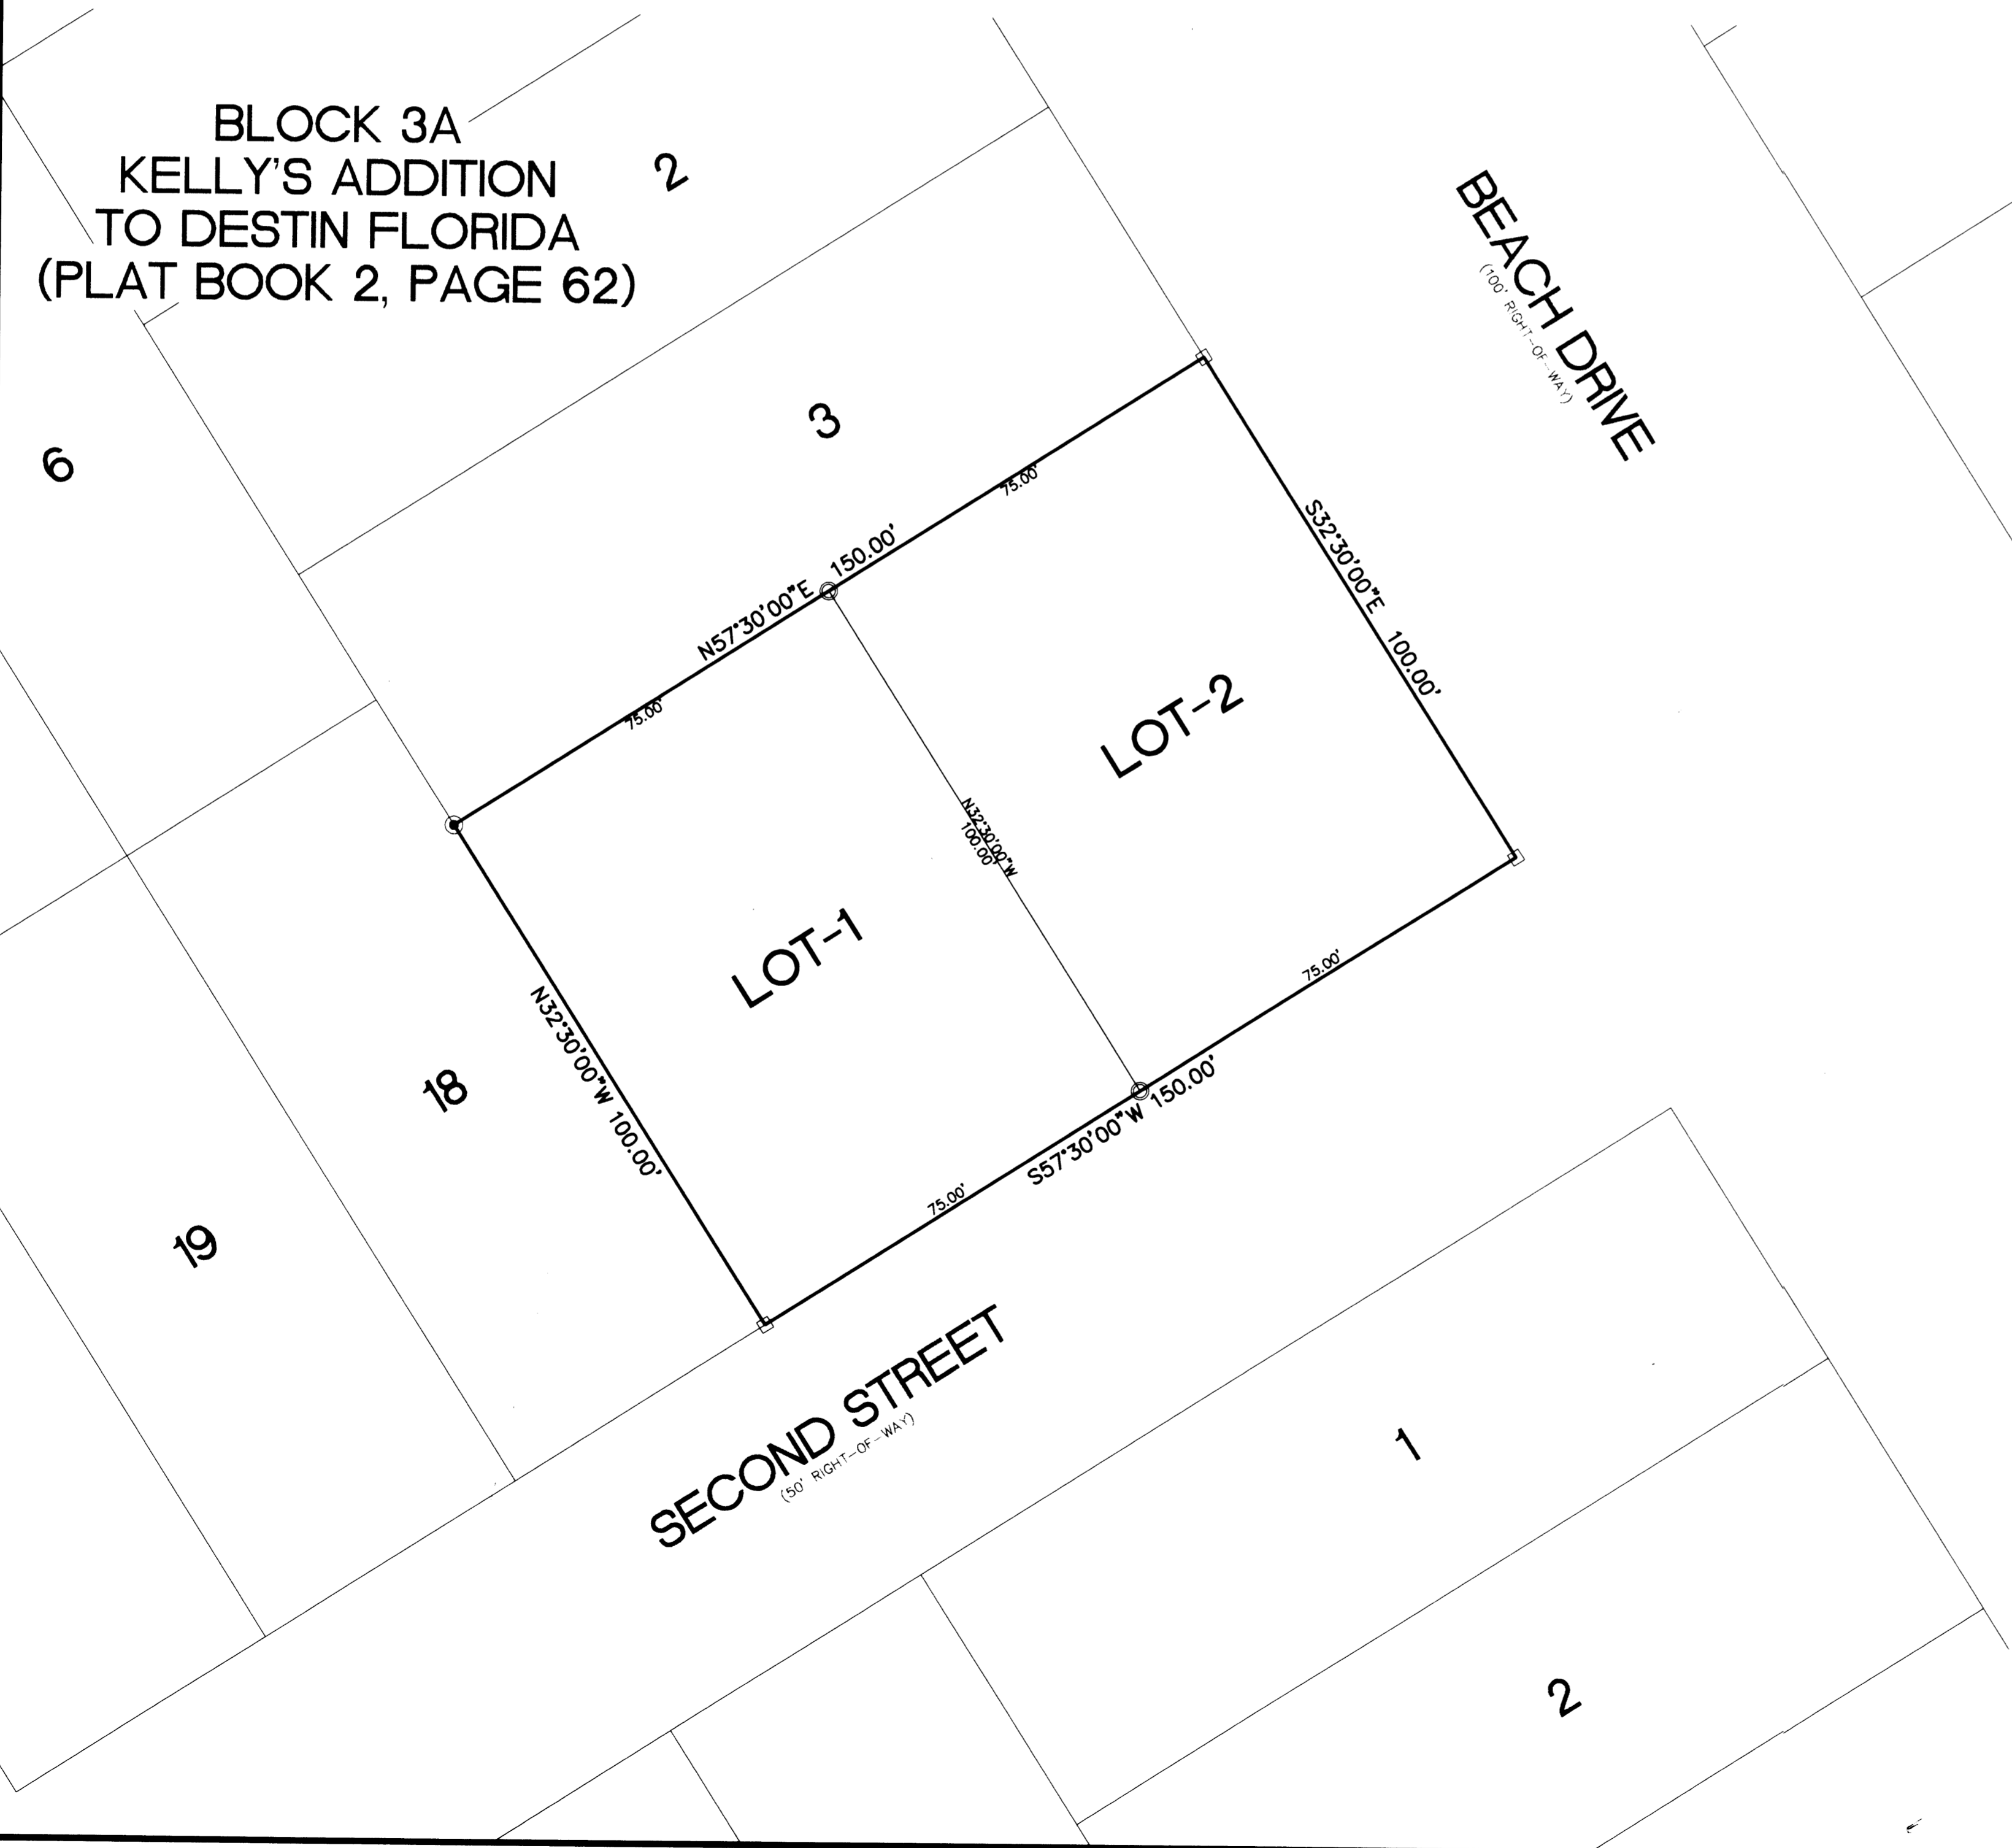 BLOCK 3A
KELLY'S ADDITION
TO DESTIN FLORIDA
(PLAT BOOK 2, PAGE 62)
2
BEACH DRIVE
(100' RIGHT-OF-WAY)
3
6
75.00'
N57°30'00"E 150.00'
75.00'
S32°30'00"E 100.00'
LOT-2
N32°30'00"W
100.00'
LOT-1
N32°30'00"W 100.00'
75.00'
S57°30'00"W 150.00'
75.00'
18
19
SECOND STREET
(50' RIGHT-OF-WAY)
1
2